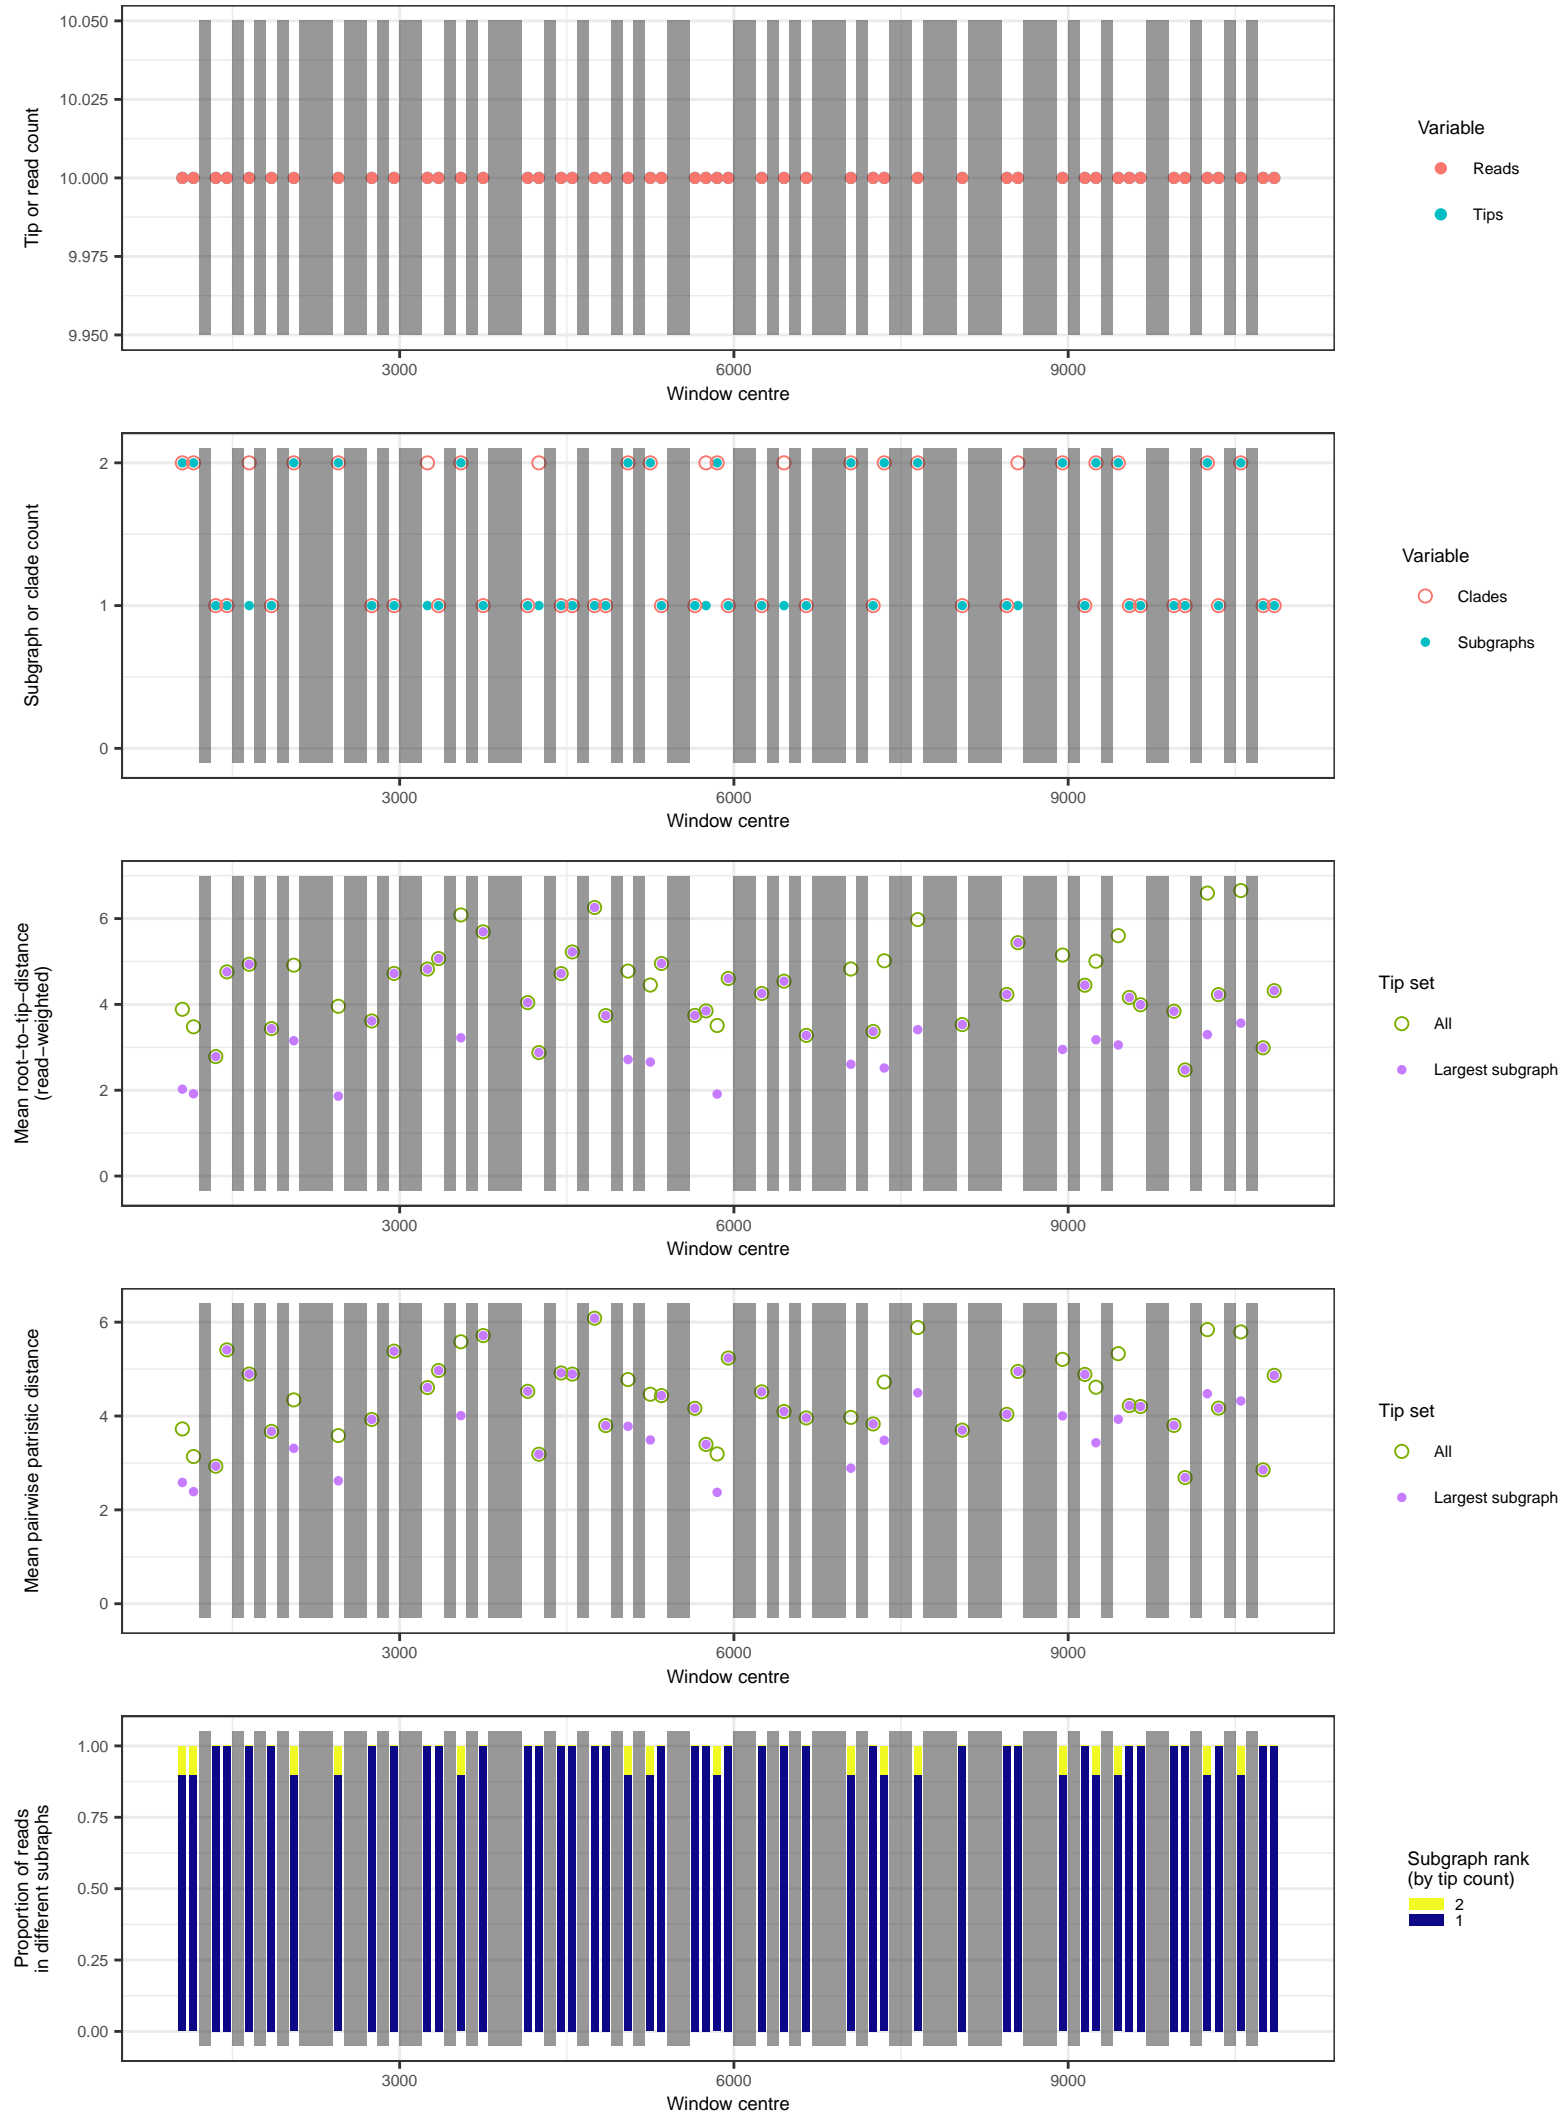 10.050
10.025
10.000
9.975
9.950
Tip or read count
3000
6000
9000
Window centre
Variable
Reads
Tips
2
1
0
Subgraph or clade count
3000
6000
9000
Window centre
Variable
Clades
Subgraphs
6
4
2
0
Mean root−to−tip−distance
(read−weighted)
3000
6000
9000
Window centre
Tip set
All
Largest subgraph
6
4
2
0
Mean pairwise patristic distance
3000
6000
9000
Window centre
Tip set
All
Largest subgraph
1.00
0.75
0.50
0.25
0.00
Proportion of reads
in different subraphs
3000
6000
9000
Window centre
Subgraph rank
(by tip count)
2
1